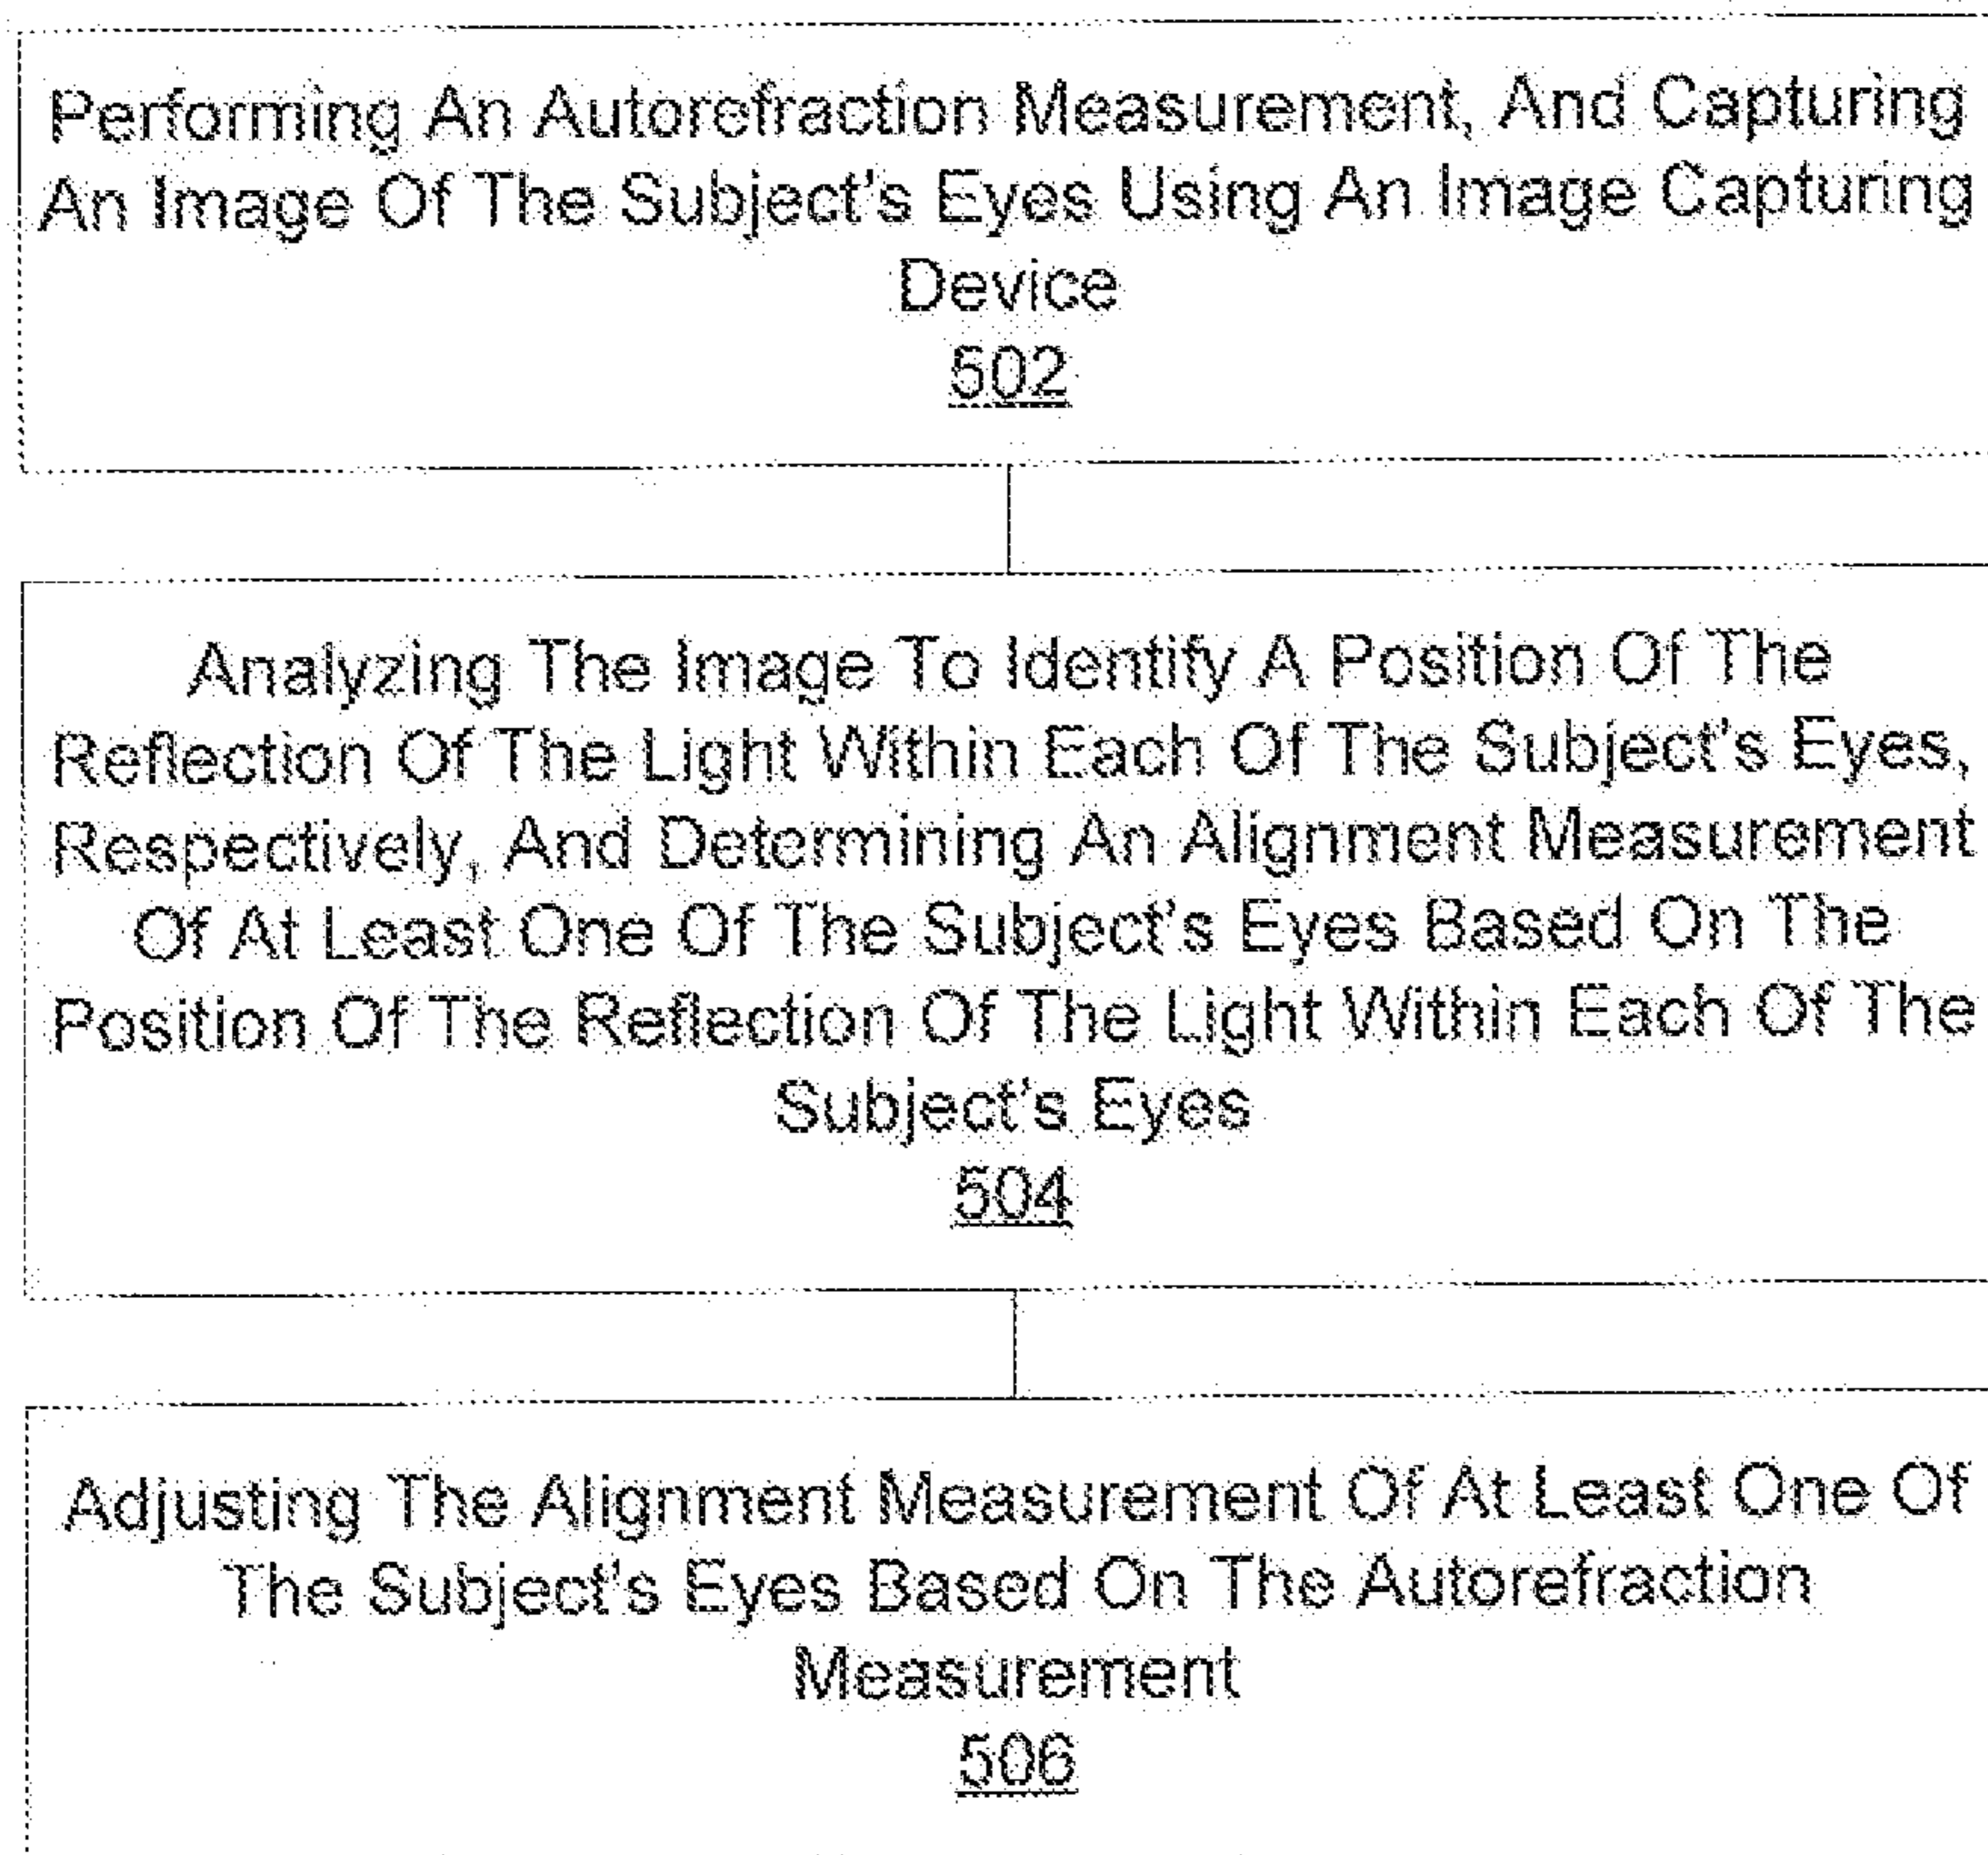 Performing An Autorefraction Measurement, And Capturing
An Image Of The Subject's Eyes Using An Image Capturing
Device
502
Analyzing The Image To Identify A Position Of The
Reflection Of The Light Within Each Of The Subject's Eyes,
Respectively, And Determining An Alignment Measurement
Of At Least One Of The Subject's Eyes Based On The
Position Of The Reflection Of The Light Within Each Of The
Subject's Eyes
504
Adjusting The Alignment Measurement Of At Least One Of
The Subject's Eyes Based On The Autorefraction
Measurement
506